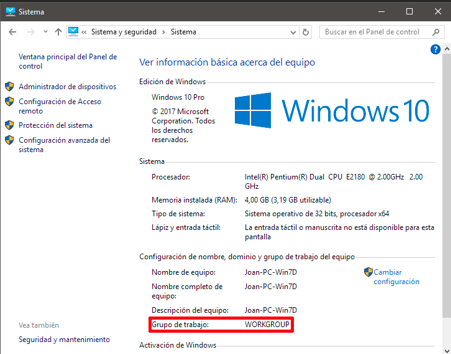 Sistema
Sistema y seguridad > Sistema
Buscar en el Panel de control
Ventana principal del Panel de
control
Administrador de dispositivos
Configuración de Acceso
remoto
Protección del sistema
Configuración avanzada del
sistema
Ver información básica acerca del equipo
Edición de Windows
Windows 10 Pro
© 2017 Microsoft
Corporation. Todos
los derechos
reservados.
Windows 10
Sistema
Procesador: Intel(R) Pentium(R) Dual CPU E2180 @ 2.00GHz 2.00
GHz
Memoria instalada (RAM): 4,00 GB (3,19 GB utilizable)
Tipo de sistema: Sistema operativo de 32 bits, procesador x64
Lápiz y entrada táctil: La entrada táctil o manuscrita no está disponible para esta
pantalla
Configuración de nombre, dominio y grupo de trabajo del equipo
Nombre de equipo: Joan-PC-Win7D
Cambiar
configuración
Nombre completo de
equipo: Joan-PC-Win7D
Descripción del equipo: Joan-PC-Win7D
Grupo de trabajo: WORKGROUP
Activación de Windows
Vea también
Seguridad y mantenimiento